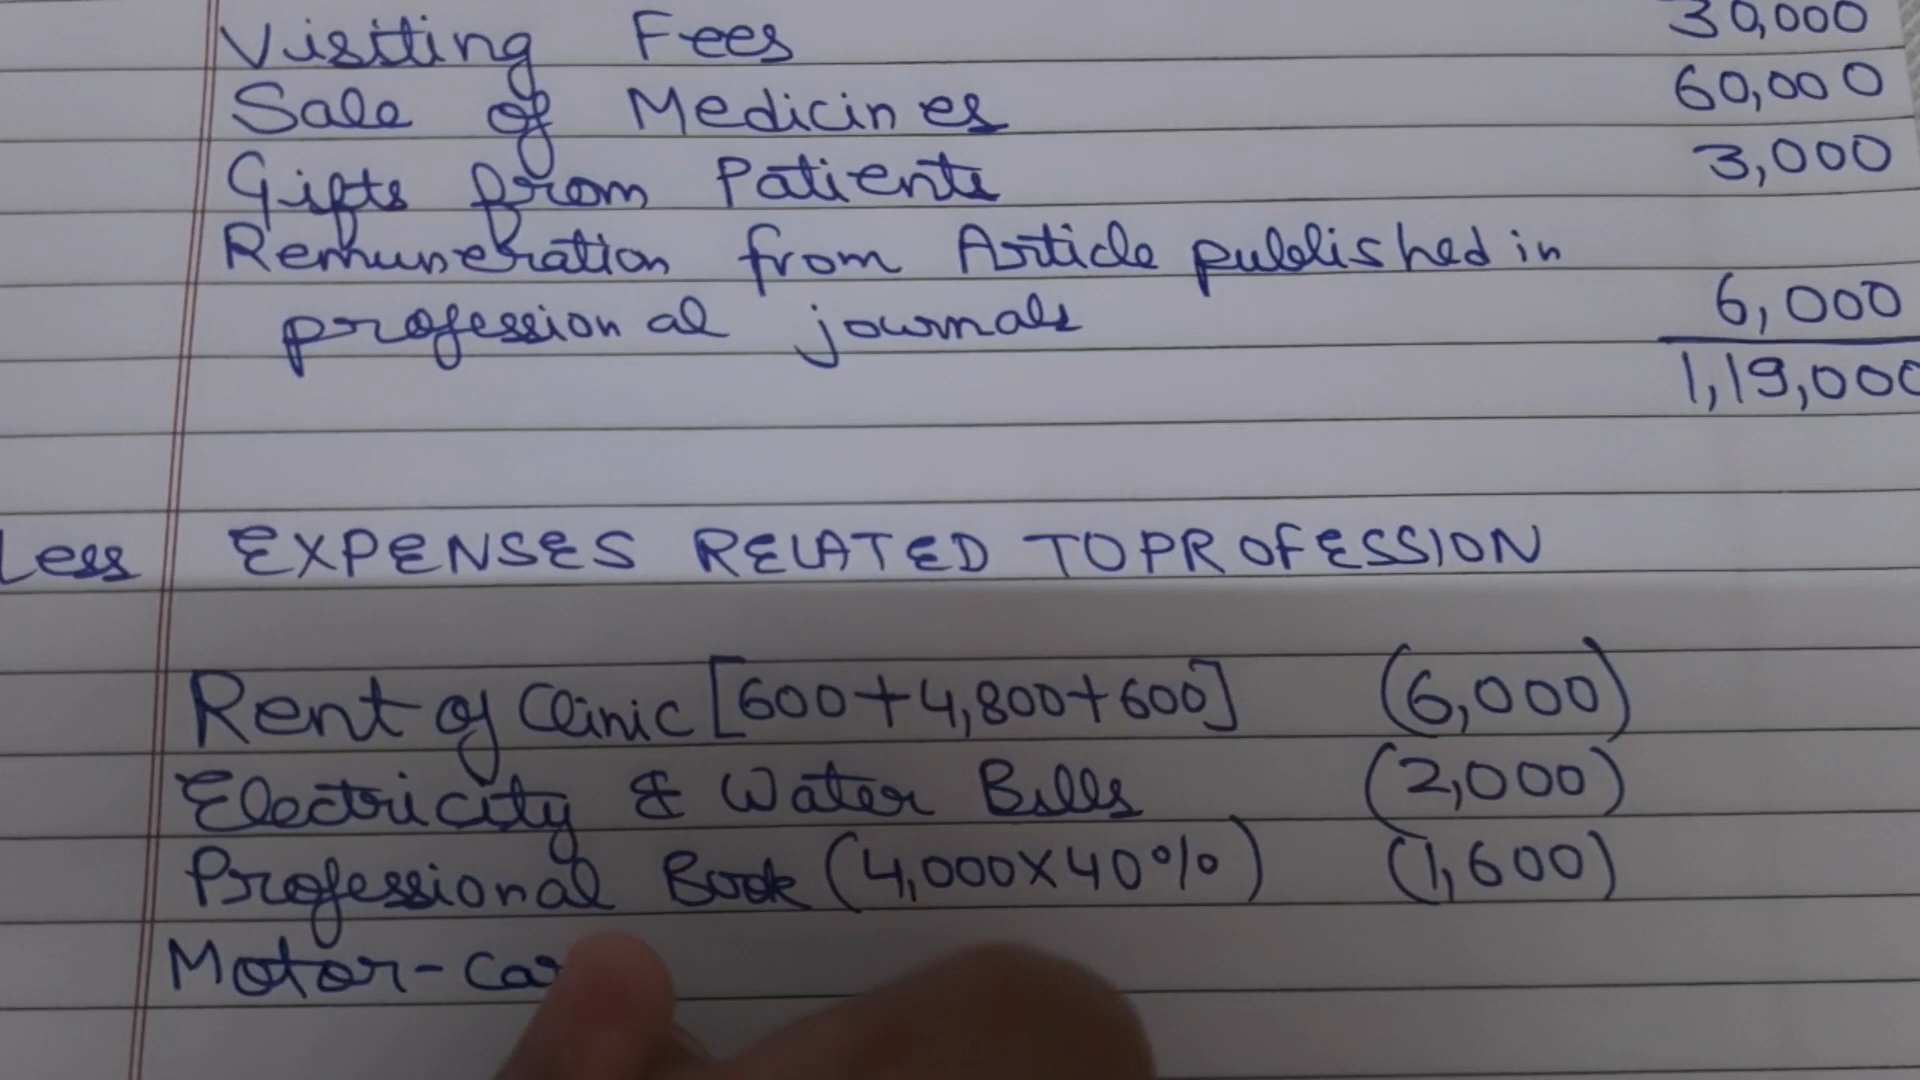 Visiting Fees 30,000
Sale of Medicines 60,000
Gifts from Patients 3,000
Remuneration from Article published in
professional journals 6,000
1,19,000
Less EXPENSES RELATED TO PROFESSION
Rent of Clinic [600+4,800+600] (6,000)
Electricity & Water Bills (2,000)
Professional Book (4,000×40%) (1,600)
Motor-car